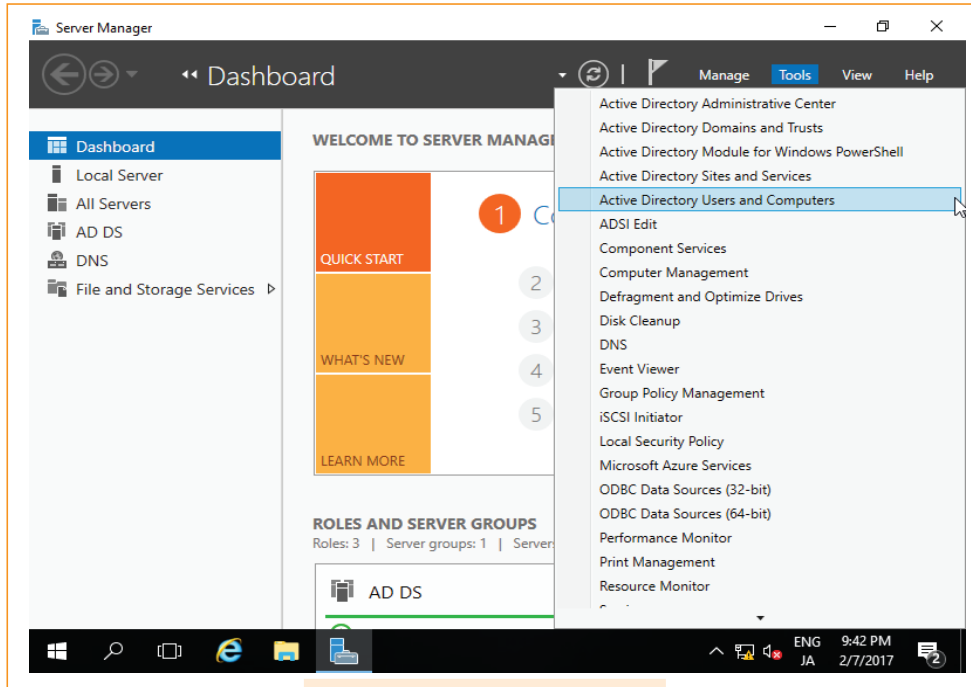 Server Manager
Dashboard
Manage Tools View Help
Dashboard
Local Server
All Servers
AD DS
DNS
File and Storage Services
WELCOME TO SERVER MANAG
QUICK START
WHAT'S NEW
LEARN MORE
1
2
3
4
5
ROLES AND SERVER GROUPS
Roles: 3 | Server groups: 1 | Server
AD DS
Active Directory Administrative Center
Active Directory Domains and Trusts
Active Directory Module for Windows PowerShell
Active Directory Sites and Services
Active Directory Users and Computers
ADSI Edit
Component Services
Computer Management
Defragment and Optimize Drives
Disk Cleanup
DNS
Event Viewer
Group Policy Management
iSCSI Initiator
Local Security Policy
Microsoft Azure Services
ODBC Data Sources (32-bit)
ODBC Data Sources (64-bit)
Performance Monitor
Print Management
Resource Monitor
ENG
JA
9:42 PM
2/7/2017
2